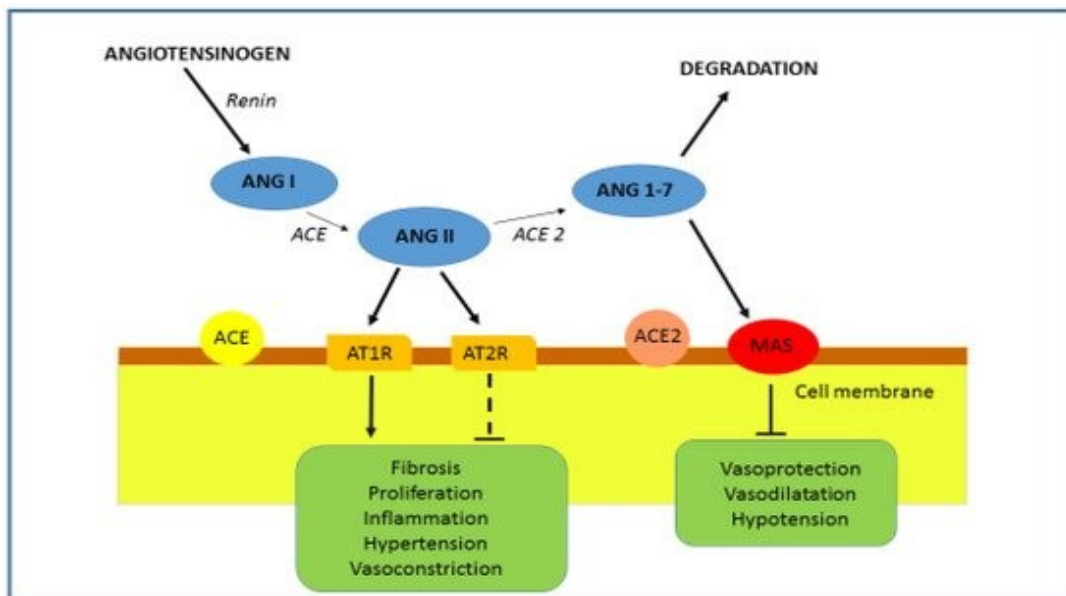 ANGIOTENSINOGEN
DEGRADATION
Renin
ANG I
ANG 1-7
ACE
ANG II
ACE 2
ACE
AT1R
AT2R
ACE2
MAS
Cell membrane
Fibrosis
Proliferation
Inflammation
Hypertension
Vasoconstriction
Vasoprotection
Vasodilatation
Hypotension